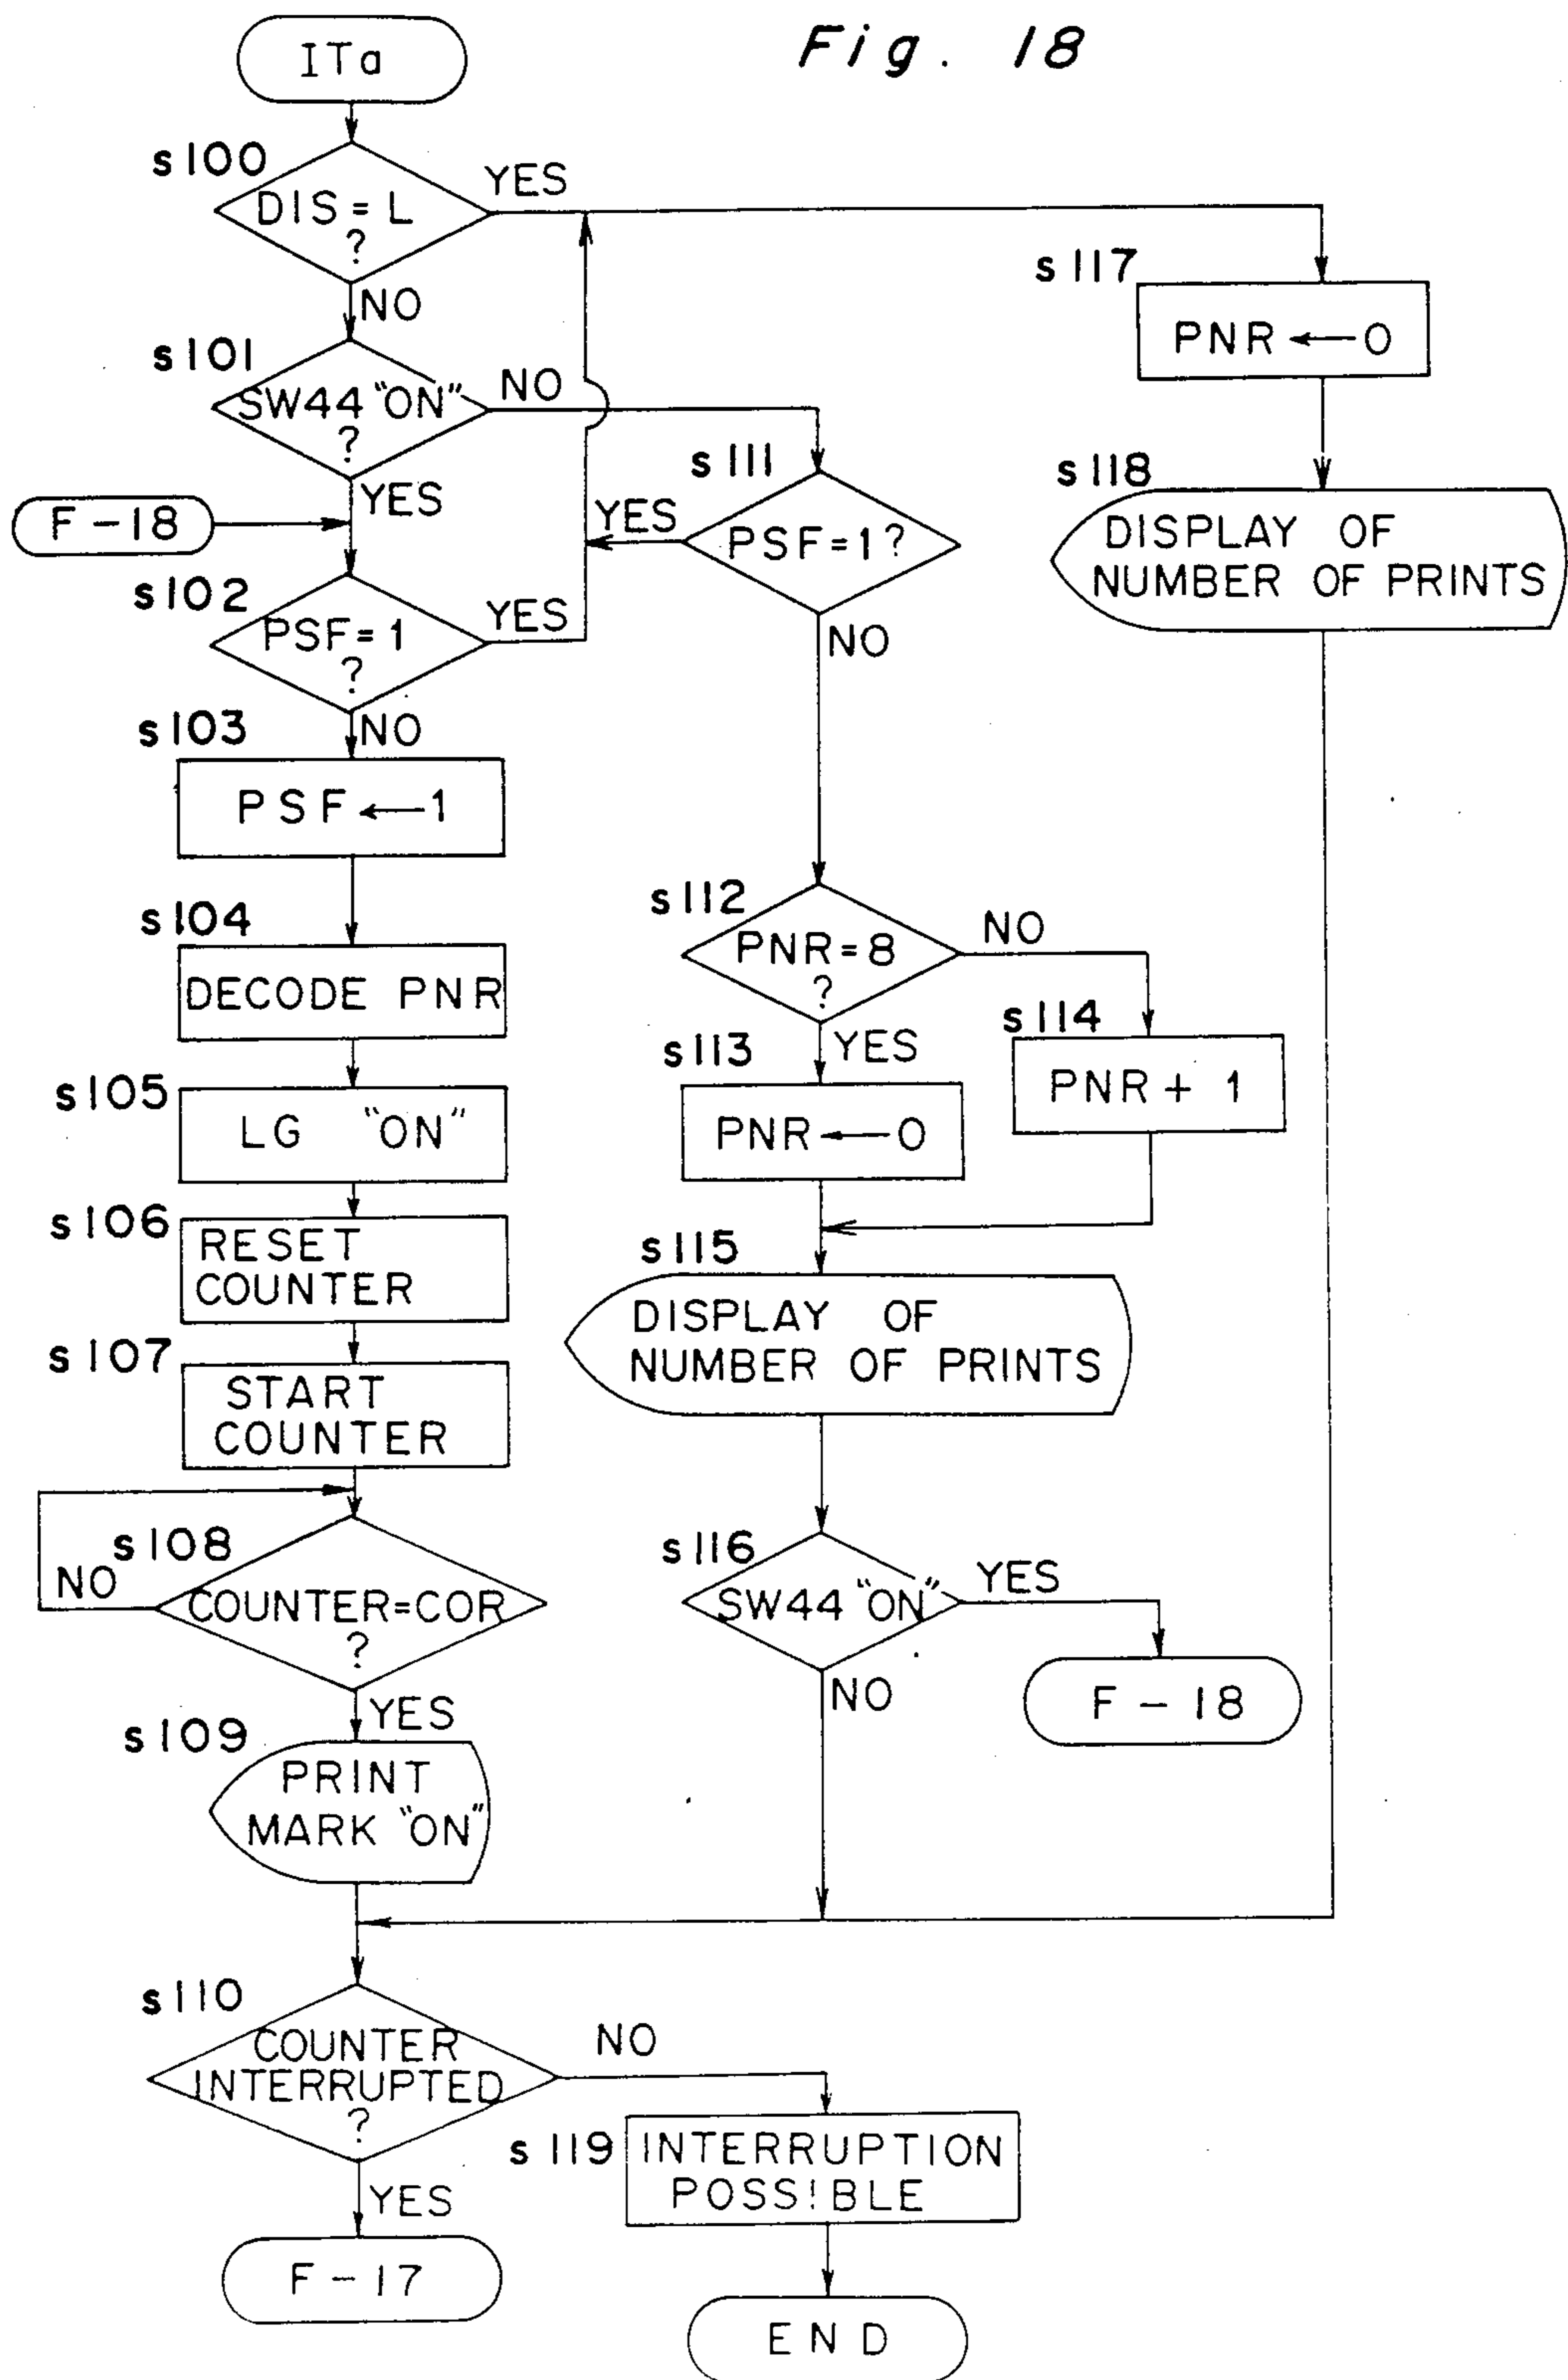 Fig. 18
ITa
s100
DIS = L
?
YES
NO
s101
SW44 "ON"
?
NO
YES
F-18
s102
PSF = 1
?
YES
NO
s103
PSF ← 1
s104
DECODE PNR
s105
LG "ON"
s106
RESET
COUNTER
s107
START
COUNTER
s108
COUNTER=COR
?
NO
YES
s109
PRINT
MARK "ON"
s110
COUNTER
INTERRUPTED
?
NO
YES
F-17
s111
PSF=1?
YES
NO
s112
PNR=8
?
NO
YES
s113
PNR ← 0
s114
PNR + 1
s115
DISPLAY OF
NUMBER OF PRINTS
s116
SW44 "ON"
YES
NO
F-18
s117
PNR ← 0
s118
DISPLAY OF
NUMBER OF PRINTS
s119
INTERRUPTION
POSSIBLE
END